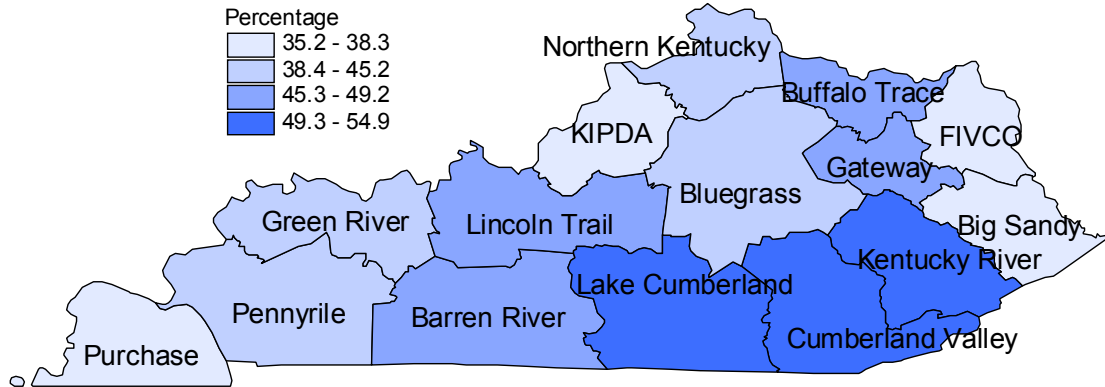 Percentage
35.2 - 38.3
38.4 - 45.2
45.3 - 49.2
49.3 - 54.9
Northern Kentucky
Buffalo Trace
KIPDA
FIVCO
Gateway
Bluegrass
Green River
Lincoln Trail
Big Sandy
Kentucky River
Lake Cumberland
Pennyrile
Barren River
Cumberland Valley
Purchase